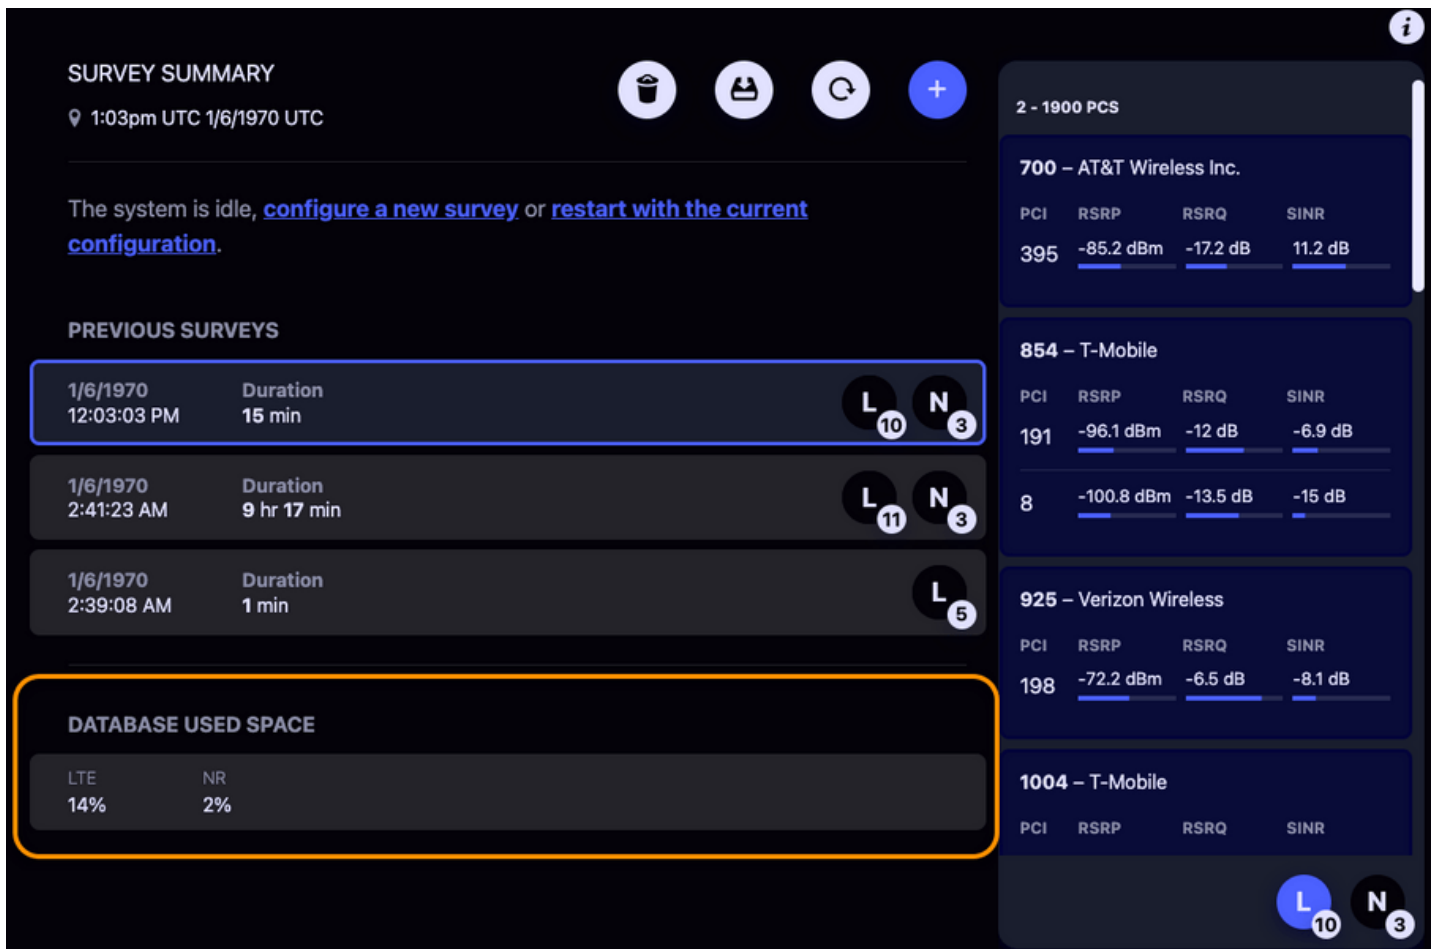 i
SURVEY SUMMARY
1:03pm UTC 1/6/1970 UTC
+
The system is idle, configure a new survey or restart with the current
configuration.
PREVIOUS SURVEYS
1/6/1970 Duration
12:03:03 PM 15 min
L 10 N 3
1/6/1970 Duration
2:41:23 AM 9 hr 17 min
L 11 N 3
1/6/1970 Duration
2:39:08 AM 1 min
L 5
DATABASE USED SPACE
LTE NR
14% 2%
2 - 1900 PCS
700 – AT&T Wireless Inc.
PCI RSRP RSRQ SINR
395 -85.2 dBm -17.2 dB 11.2 dB
854 – T-Mobile
PCI RSRP RSRQ SINR
191 -96.1 dBm -12 dB -6.9 dB
8 -100.8 dBm -13.5 dB -15 dB
925 – Verizon Wireless
PCI RSRP RSRQ SINR
198 -72.2 dBm -6.5 dB -8.1 dB
1004 – T-Mobile
PCI RSRP RSRQ SINR
L 10 N 3